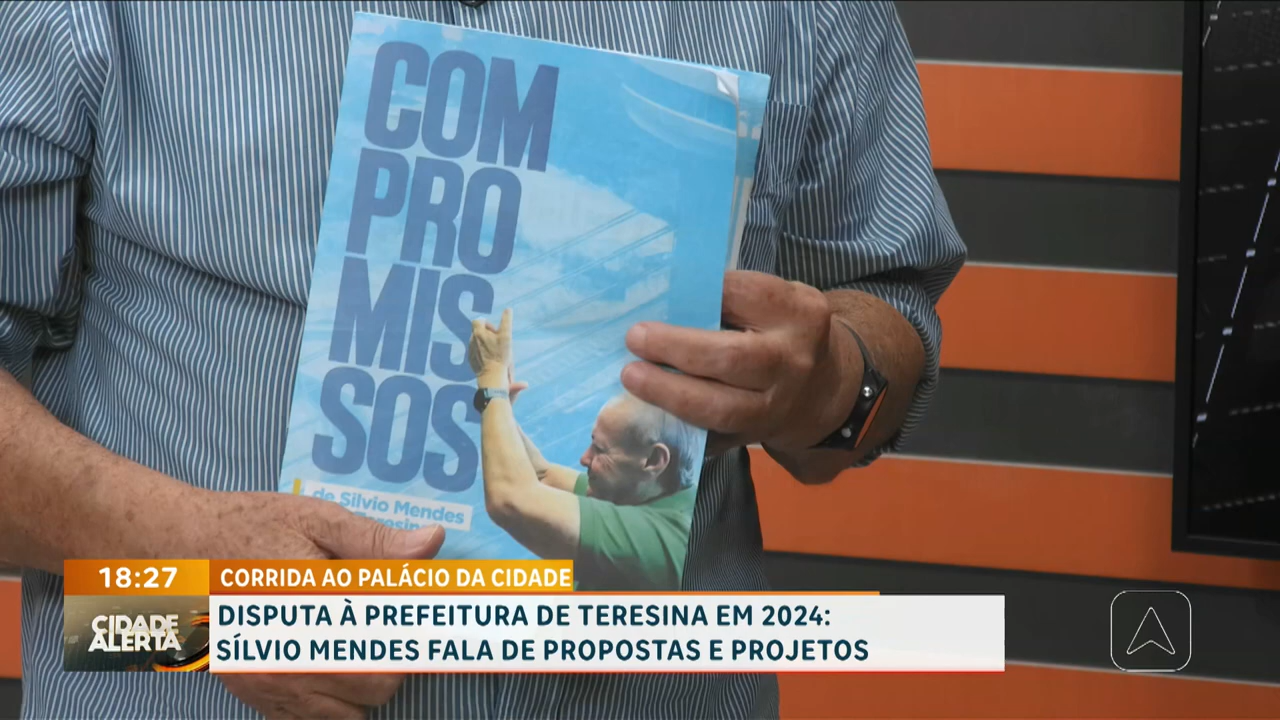 COM
PRO
MIS
SOS
de Silvio Mendes
18:27
CORRIDA AO PALÁCIO DA CIDADE
CIDADE
ALERTA
DISPUTA À PREFEITURA DE TERESINA EM 2024:
SÍLVIO MENDES FALA DE PROPOSTAS E PROJETOS